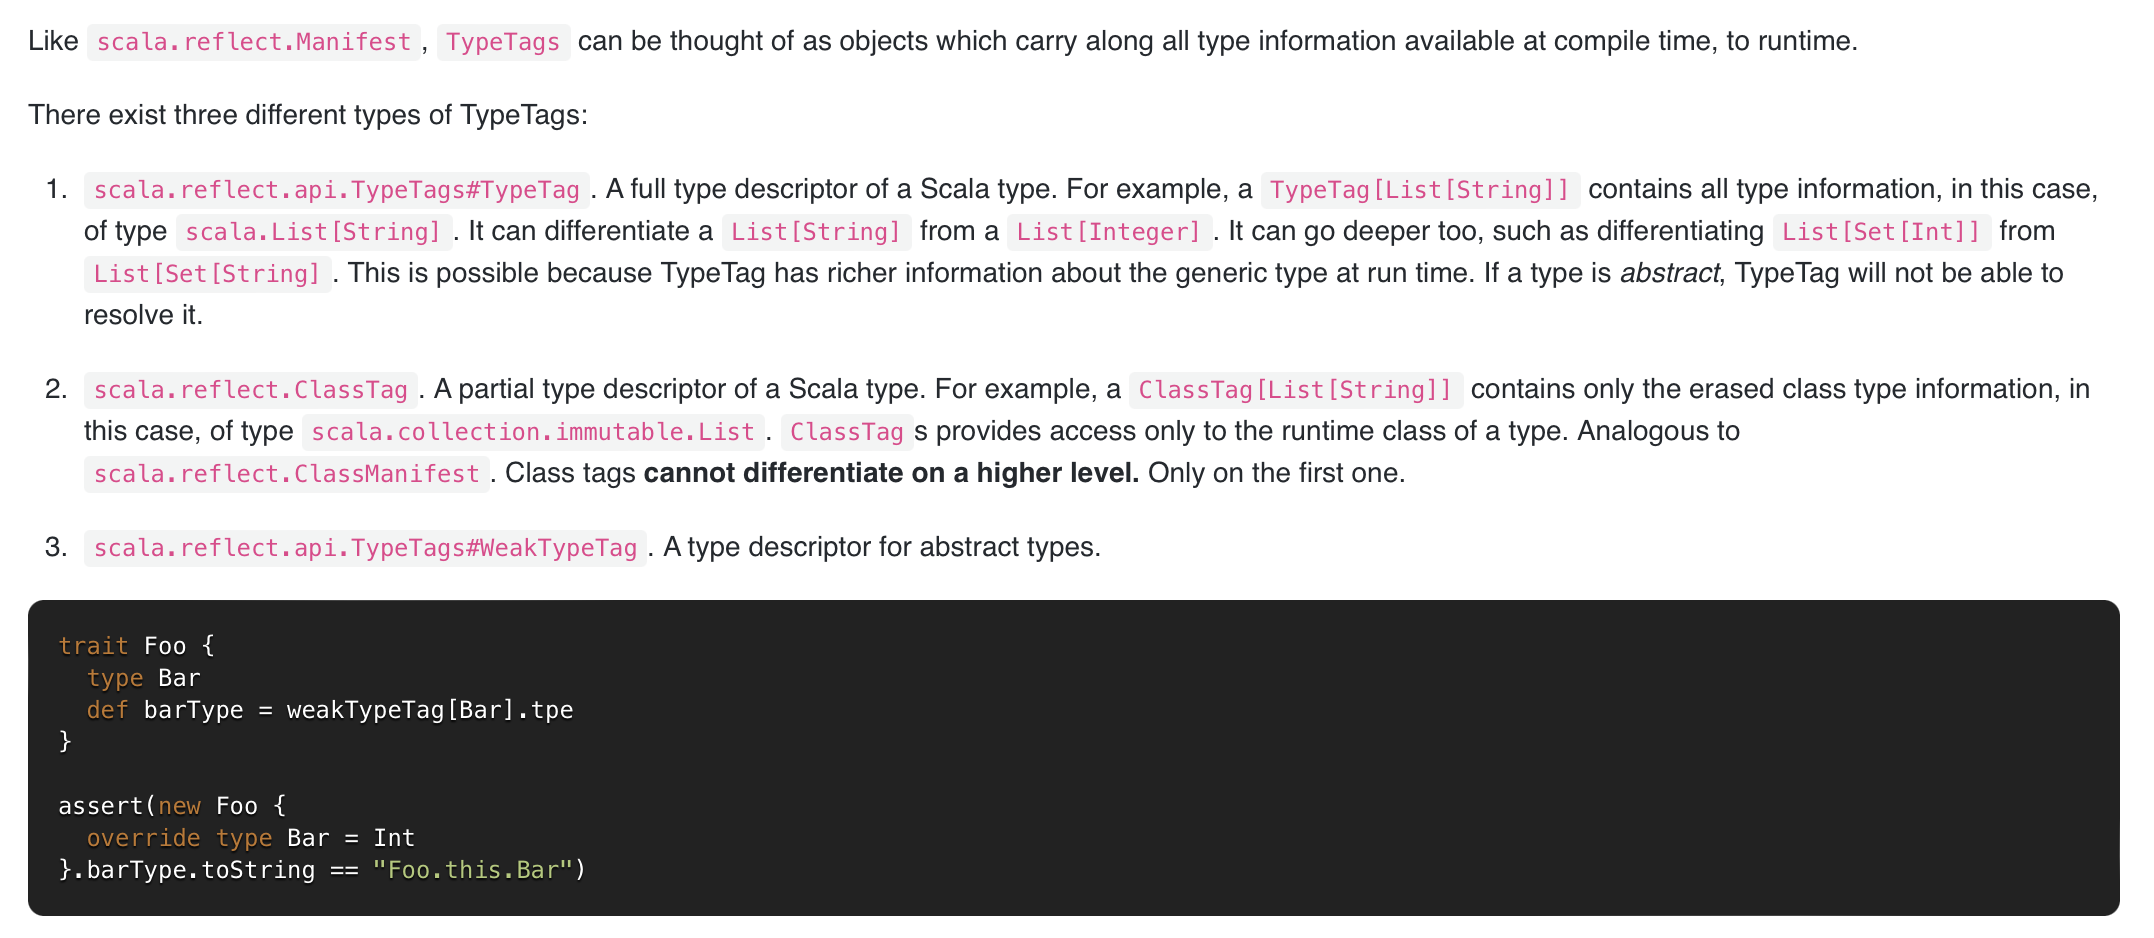 Like scala.reflect.Manifest, TypeTags can be thought of as objects which carry along all type information available at compile time, to runtime.
There exist three different types of TypeTags:
1. scala.reflect.api.TypeTags#TypeTag. A full type descriptor of a Scala type. For example, a TypeTag[List[String]] contains all type information, in this case,
of type scala.List[String]. It can differentiate a List[String] from a List[Integer]. It can go deeper too, such as differentiating List[Set[Int]] from
List[Set[String]. This is possible because TypeTag has richer information about the generic type at run time. If a type is abstract, TypeTag will not be able to
resolve it.
2. scala.reflect.ClassTag. A partial type descriptor of a Scala type. For example, a ClassTag[List[String]] contains only the erased class type information, in
this case, of type scala.collection.immutable.List. ClassTags provides access only to the runtime class of a type. Analogous to
scala.reflect.ClassManifest. Class tags cannot differentiate on a higher level. Only on the first one.
3. scala.reflect.api.TypeTags#WeakTypeTag. A type descriptor for abstract types.
trait Foo {
  type Bar
  def barType = weakTypeTag[Bar].tpe
}
assert(new Foo {
  override type Bar = Int
}.barType.toString == "Foo.this.Bar")